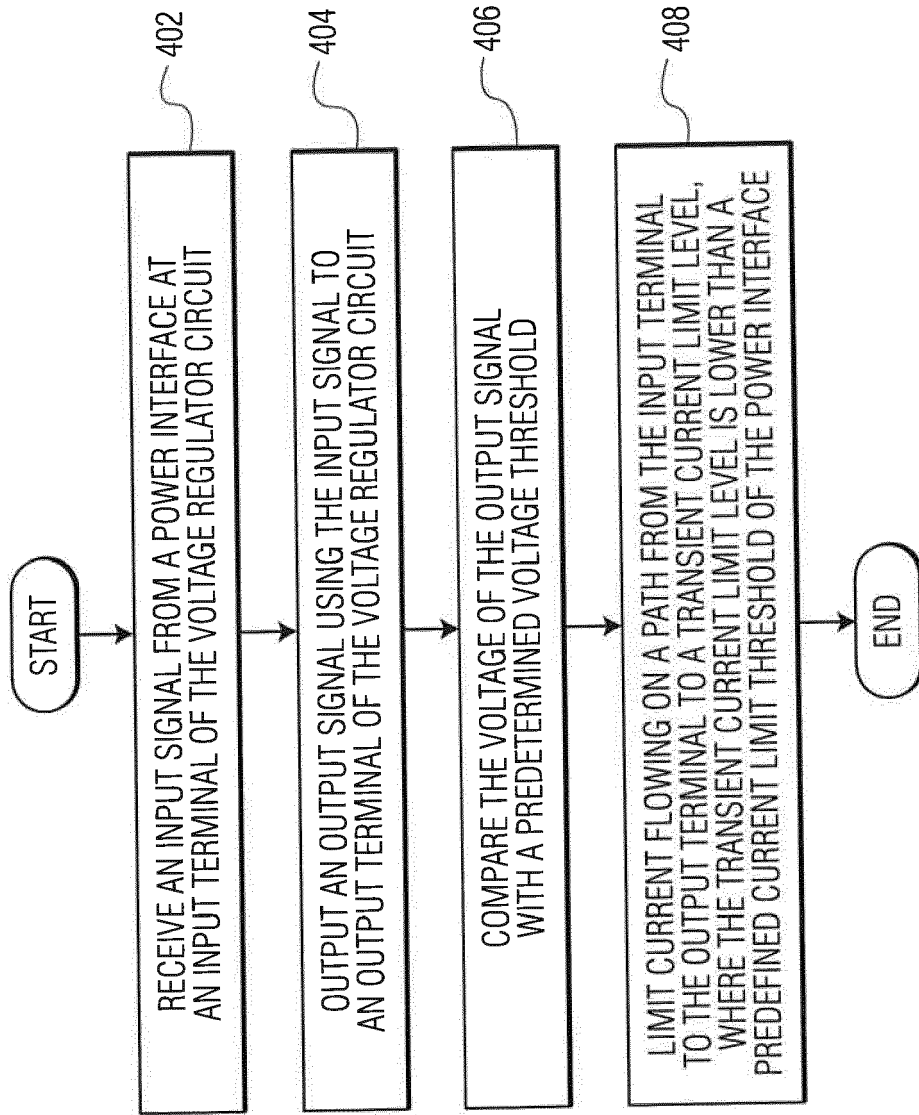 START
RECEIVE AN INPUT SIGNAL FROM A POWER INTERFACE AT
AN INPUT TERMINAL OF THE VOLTAGE REGULATOR CIRCUIT
402
OUTPUT AN OUTPUT SIGNAL USING THE INPUT SIGNAL TO
AN OUTPUT TERMINAL OF THE VOLTAGE REGULATOR CIRCUIT
404
COMPARE THE VOLTAGE OF THE OUTPUT SIGNAL
WITH A PREDETERMINED VOLTAGE THRESHOLD
406
LIMIT CURRENT FLOWING ON A PATH FROM THE INPUT TERMINAL
TO THE OUTPUT TERMINAL TO A TRANSIENT CURRENT LIMIT LEVEL,
WHERE THE TRANSIENT CURRENT LIMIT LEVEL IS LOWER THAN A
PREDEFINED CURRENT LIMIT THRESHOLD OF THE POWER INTERFACE
408
END